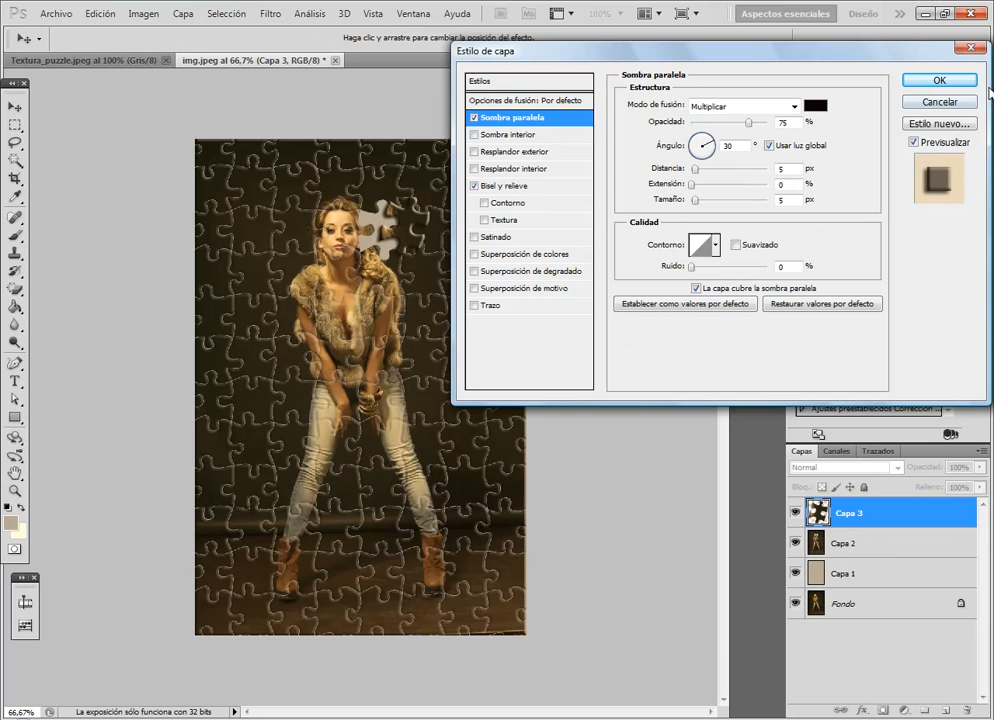 Ps Archivo Edición Imagen Capa Selección Filtro Análisis 3D Vista Ventana Ayuda Br Mb 100% Aspectos esenciales Diseño
Haga clic y arrastre para cambiar la posición del efecto.
Textura_puzzle.jpeg al 100% (Gris/8) img.jpeg al 66,7% (Capa 3, RGB/8) *
Estilo de capa
Estilos
Opciones de fusión: Por defecto
Sombra paralela
Sombra interior
Resplandor exterior
Resplandor interior
Bisel y relieve
Contorno
Textura
Satinado
Superposición de colores
Superposición de degradado
Superposición de motivo
Trazo
Sombra paralela
Estructura
Modo de fusión: Multiplicar
Opacidad: 75 %
Ángulo: 30 ° Usar luz global
Distancia: 5 px
Extensión: 0 %
Tamaño: 5 px
Calidad
Contorno: Suavizado
Ruido: 0 %
La capa cubre la sombra paralela
Establecer como valores por defecto Restaurar valores por defecto
OK
Cancelar
Estilo nuevo...
Previsualizar
Ajustes preestablecidos Corrección
Capas Canales Trazados
Normal Opacidad: 100%
Bloq.: Relleno: 100%
Capa 3
Capa 2
Capa 1
Fondo
66,67% La exposición sólo funciona con 32 bits